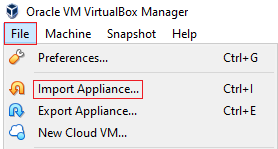 Oracle VM VirtualBox Manager
File Machine Snapshot Help
Preferences... Ctrl+G
Import Appliance... Ctrl+I
Export Appliance... Ctrl+E
New Cloud VM...